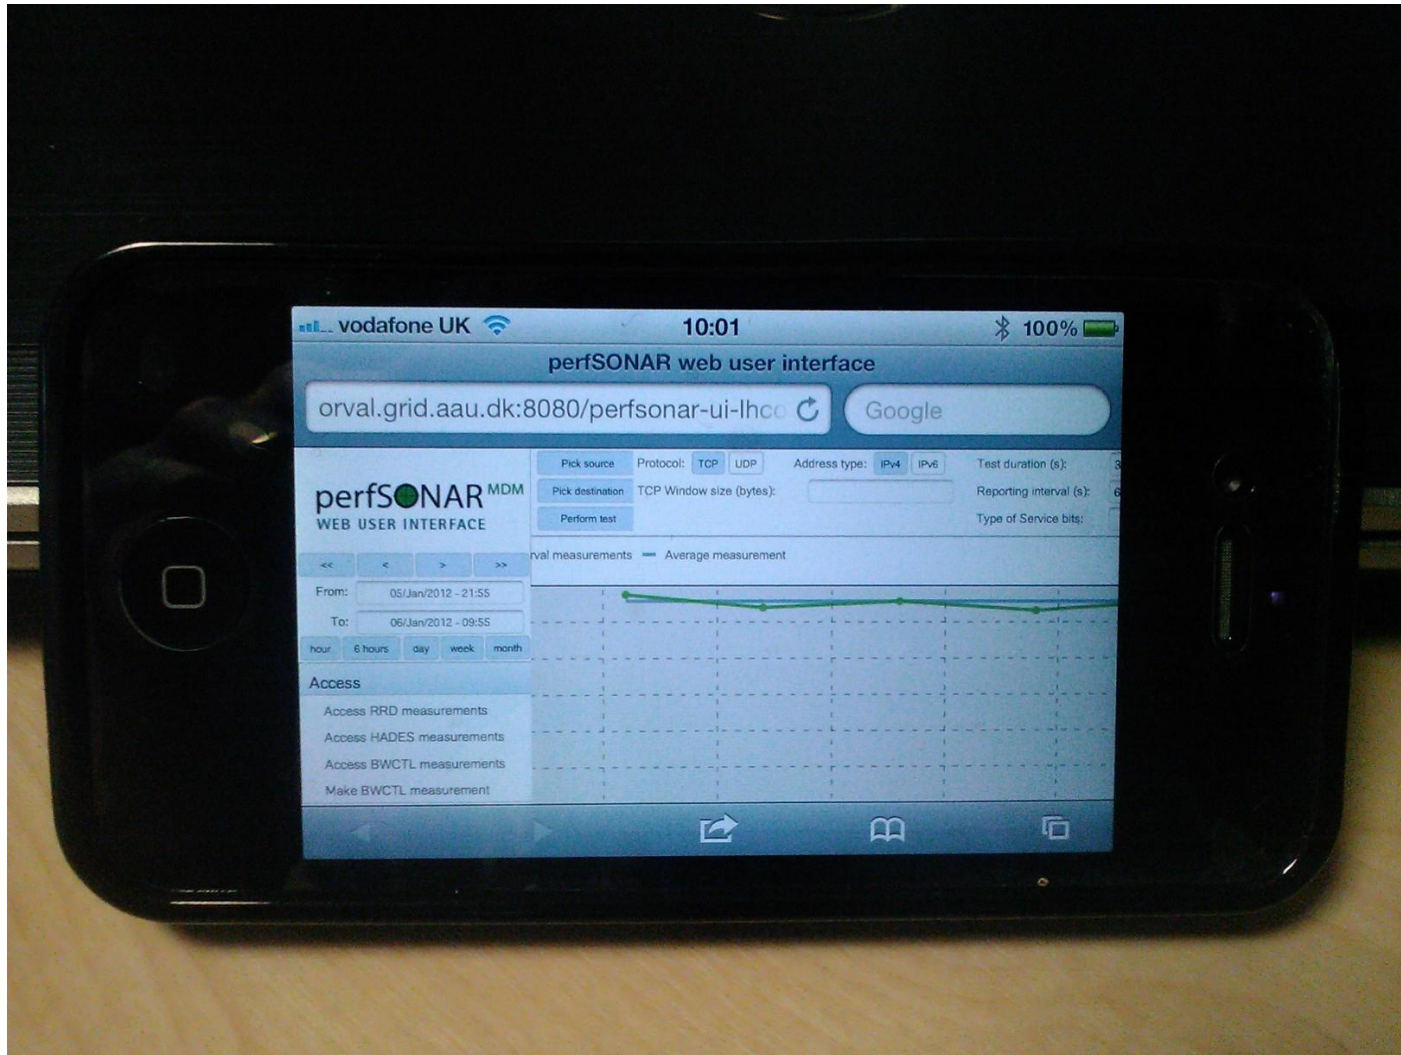 vodafone UK 10:01 100%
perfSONAR web user interface
orval.grid.aau.dk:8080/perfsonar-ui-lhco Google
perfSONAR MDM
WEB USER INTERFACE
<< < > >>
From: 05/Jan/2012 - 21:55
To: 06/Jan/2012 - 09:55
hour 6 hours day week month
Access
Access RRD measurements
Access HADES measurements
Access BWCTL measurements
Make BWCTL measurement
Pick source Protocol: TCP UDP Address type: IPv4 IPv6 Test duration (s): 3
Pick destination TCP Window size (bytes): Reporting interval (s): 6
Perform test Type of Service bits:
rval measurements Average measurement